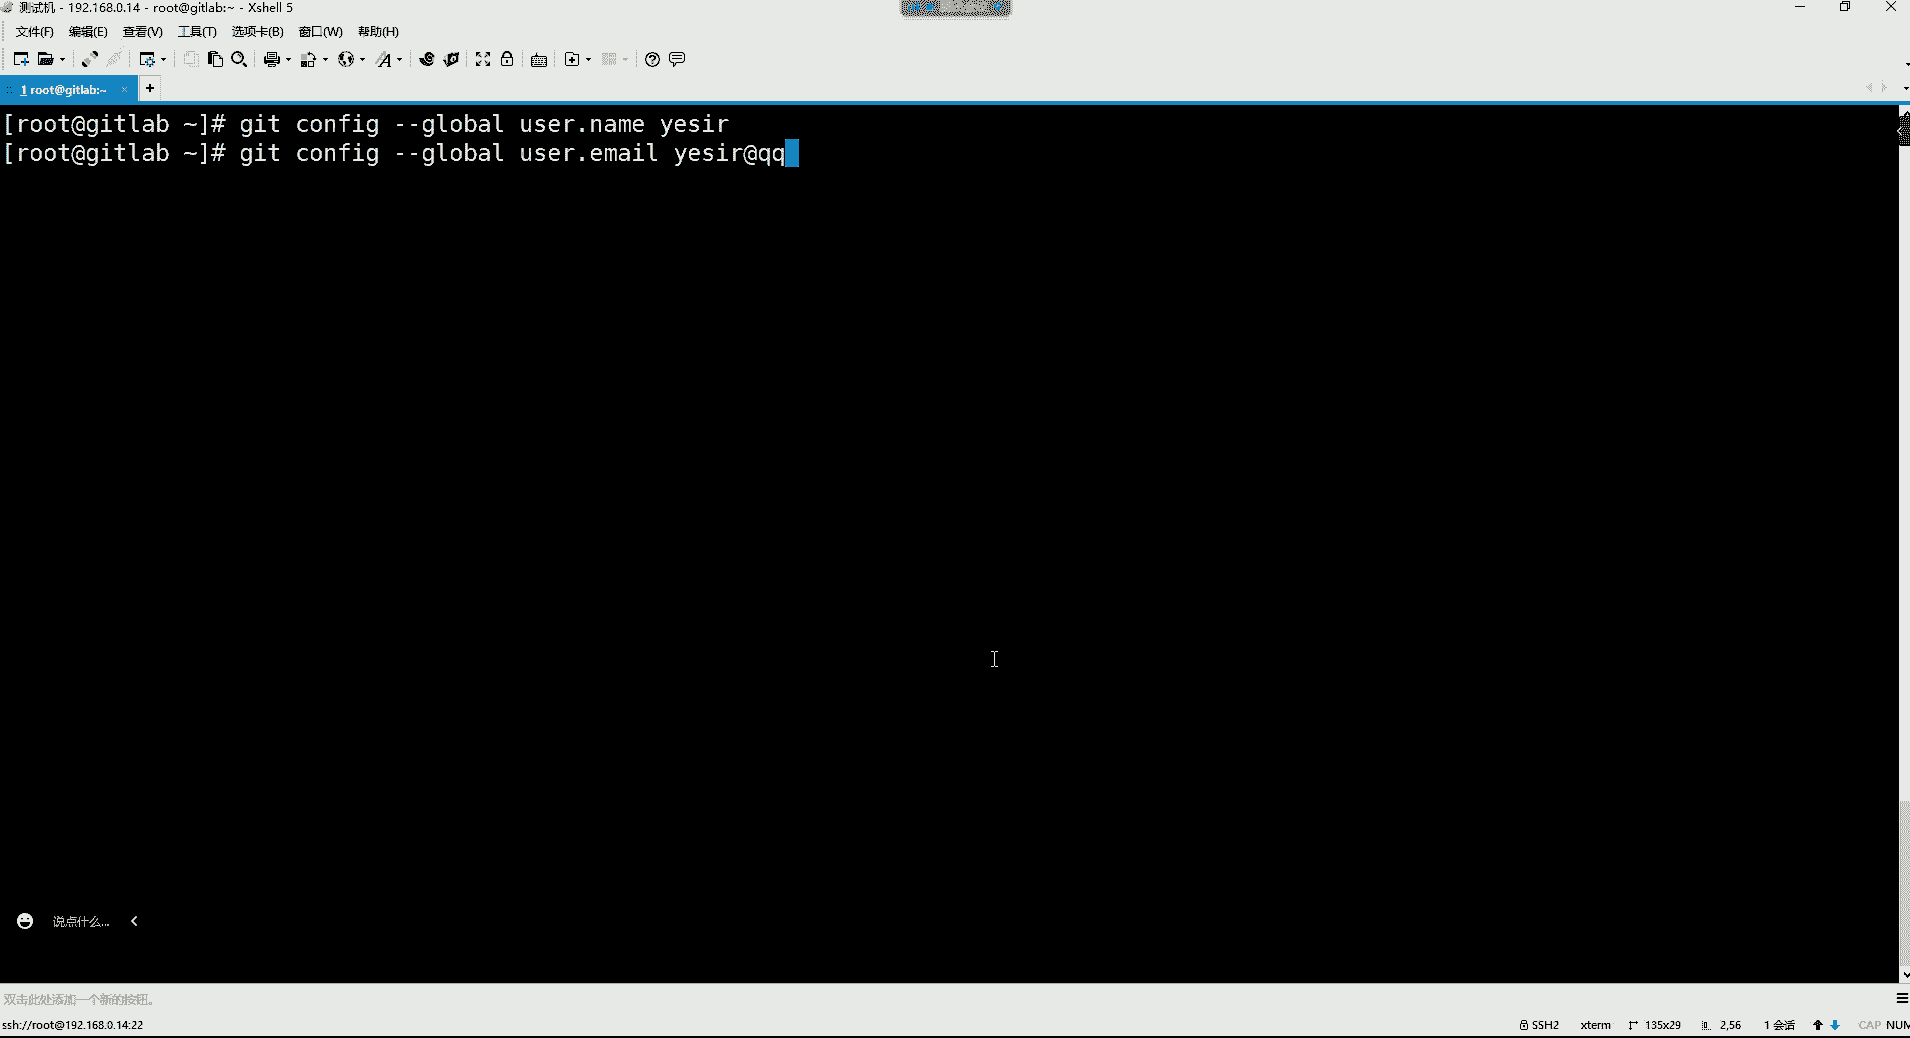 测试机 - 192.168.0.14 - root@gitlab:~ - Xshell 5
文件(F) 编辑(E) 查看(V) 工具(T) 选项卡(B) 窗口(W) 帮助(H)
1 root@gitlab:~ × +
[root@gitlab ~]# git config --global user.name yesir
[root@gitlab ~]# git config --global user.email yesir@qq
说点什么...
双击此处添加一个新的按钮。
ssh://root@192.168.0.14:22 SSH2 xterm 135x29 2,56 1 会话 CAP NUM